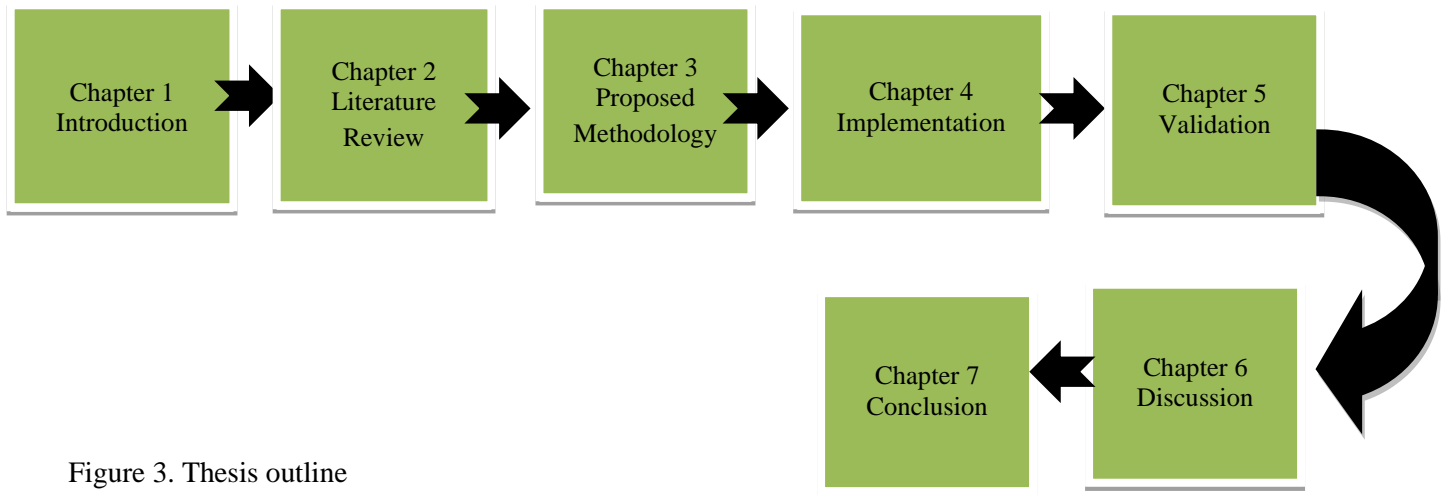 Chapter 1
Introduction
Chapter 2
Literature
Review
Chapter 3
Proposed
Methodology
Chapter 4
Implementation
Chapter 5
Validation
Chapter 6
Discussion
Chapter 7
Conclusion
Figure 3. Thesis outline